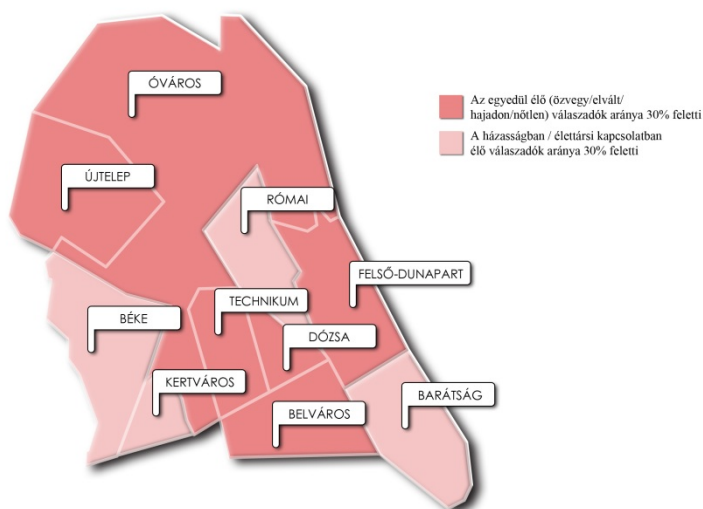 ÓVÁROS
Az egyedül élő (özvegy/elvált/
hajadon/nőtlen) válaszadók aránya 30% feletti
A házasságban / élettársi kapcsolatban
élő válaszadók aránya 30% feletti
ÚJTELEP
RÓMAI
FELSŐ-DUNAPART
TECHNIKUM
BÉKE
DÓZSA
KERTVÁROS
BARÁTSÁG
BELVÁROS